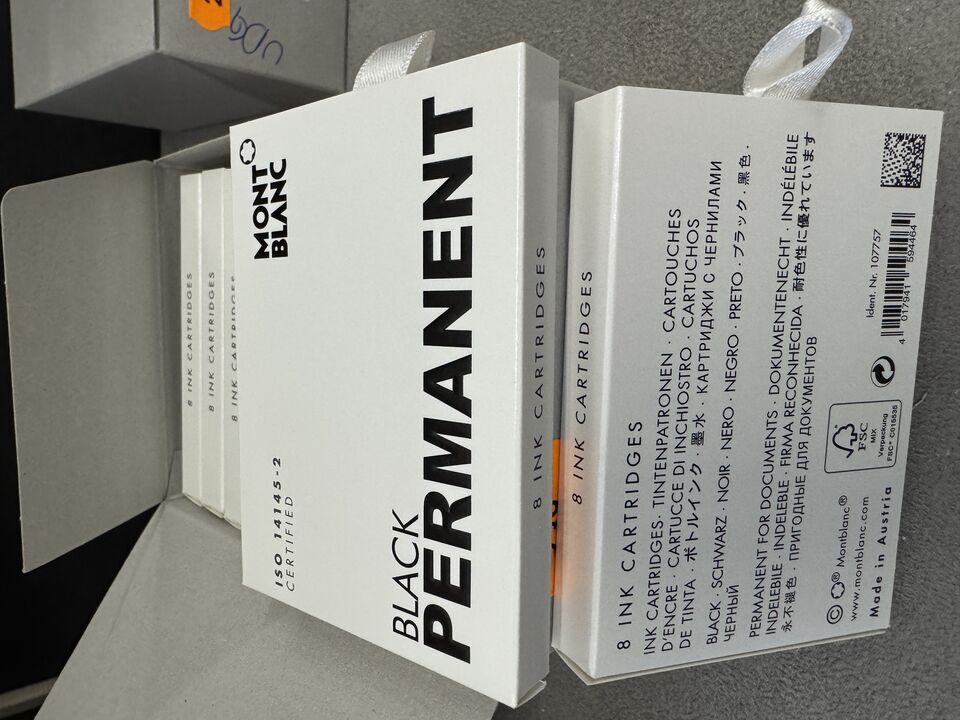 UD9
8 INK CARTRIDGES
8 INK CARTRIDGES
8 INK CARTRIDGES
MONT
BLANC
ISO 14145-2
CERTIFIED
BLACK
PERMANENT
8 INK CARTRIDGES
8 INK CARTRIDGES
8 INK CARTRIDGES
INK CARTRIDGES · TINTENPATRONEN · CARTOUCHES
D'ENCRE · CARTUCCE DI INCHIOSTRO · CARTUCHOS
DE TINTA · ボトルインク · 墨水 · КАРТРИДЖИ С ЧЕРНИЛАМИ
BLACK · SCHWARZ · NOIR · NERO · NEGRO · PRETO · ブラック · 黑色 ·
ЧЕРНЫЙ
PERMANENT FOR DOCUMENTS · DOKUMENTENECHT · INDÉLÉBILE
INDELEBILE · INDELEBLE · FIRMA RECONHECIDA · 耐色性に優れています
永不褪色 · ПРИГОДНЫЕ ДЛЯ ДОКУМЕНТОВ
©® Montblanc®
www.montblanc.com
Made in Austria
FSC
MIX
Verpackung
FSC® C015535
Ident. Nr. 107757
4 017941 594464